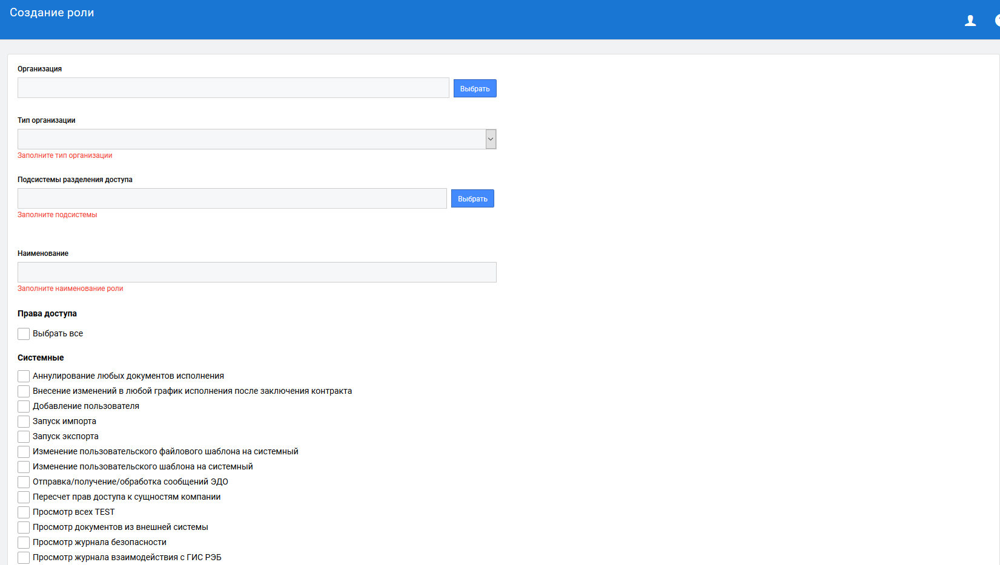 Создание роли
Организация
Выбрать
Тип организации
Заполните тип организации
Подсистемы разделения доступа
Выбрать
Заполните подсистемы
Наименование
Заполните наименование роли
Права доступа
Выбрать все
Системные
Аннулирование любых документов исполнения
Внесение изменений в любой график исполнения после заключения контракта
Добавление пользователя
Запуск импорта
Запуск экспорта
Изменение пользовательского файлового шаблона на системный
Изменение пользовательского шаблона на системный
Отправка/получение/обработка сообщений ЭДО
Пересчет прав доступа к сущностям компании
Просмотр всех TEST
Просмотр документов из внешней системы
Просмотр журнала безопасности
Просмотр журнала взаимодействия с ГИС РЭБ